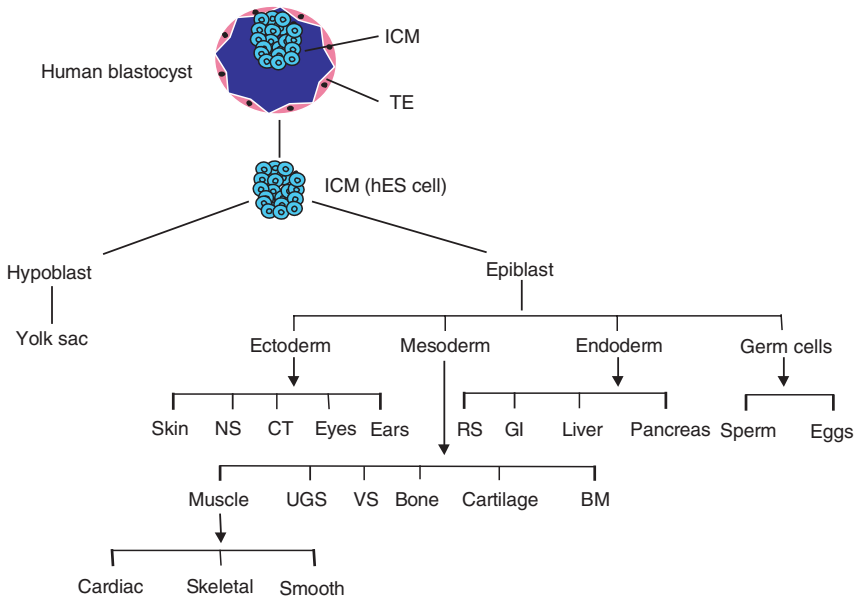 ICM
Human blastocyst
TE
ICM (hES cell)
Hypoblast
Epiblast
Yolk sac
Ectoderm Mesoderm Endoderm Germ cells
Skin NS CT Eyes Ears RS GI Liver Pancreas Sperm Eggs
Muscle UGS VS Bone Cartilage BM
Cardiac Skeletal Smooth